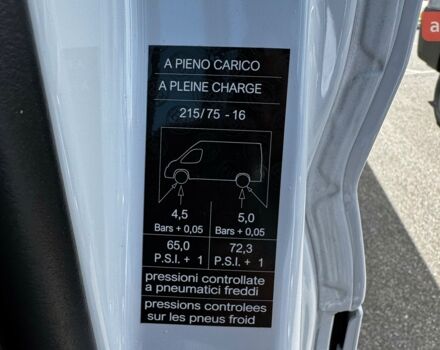 A PIENO CARICO
A PLEINE CHARGE
215/75 - 16
4,5 5,0
Bars + 0,05 Bars + 0,05
65,0 72,3
P.S.I. + 1 P.S.I. + 1
pressioni controllate
a pneumatici freddi
pressions controlees
sur les pneus froid
a